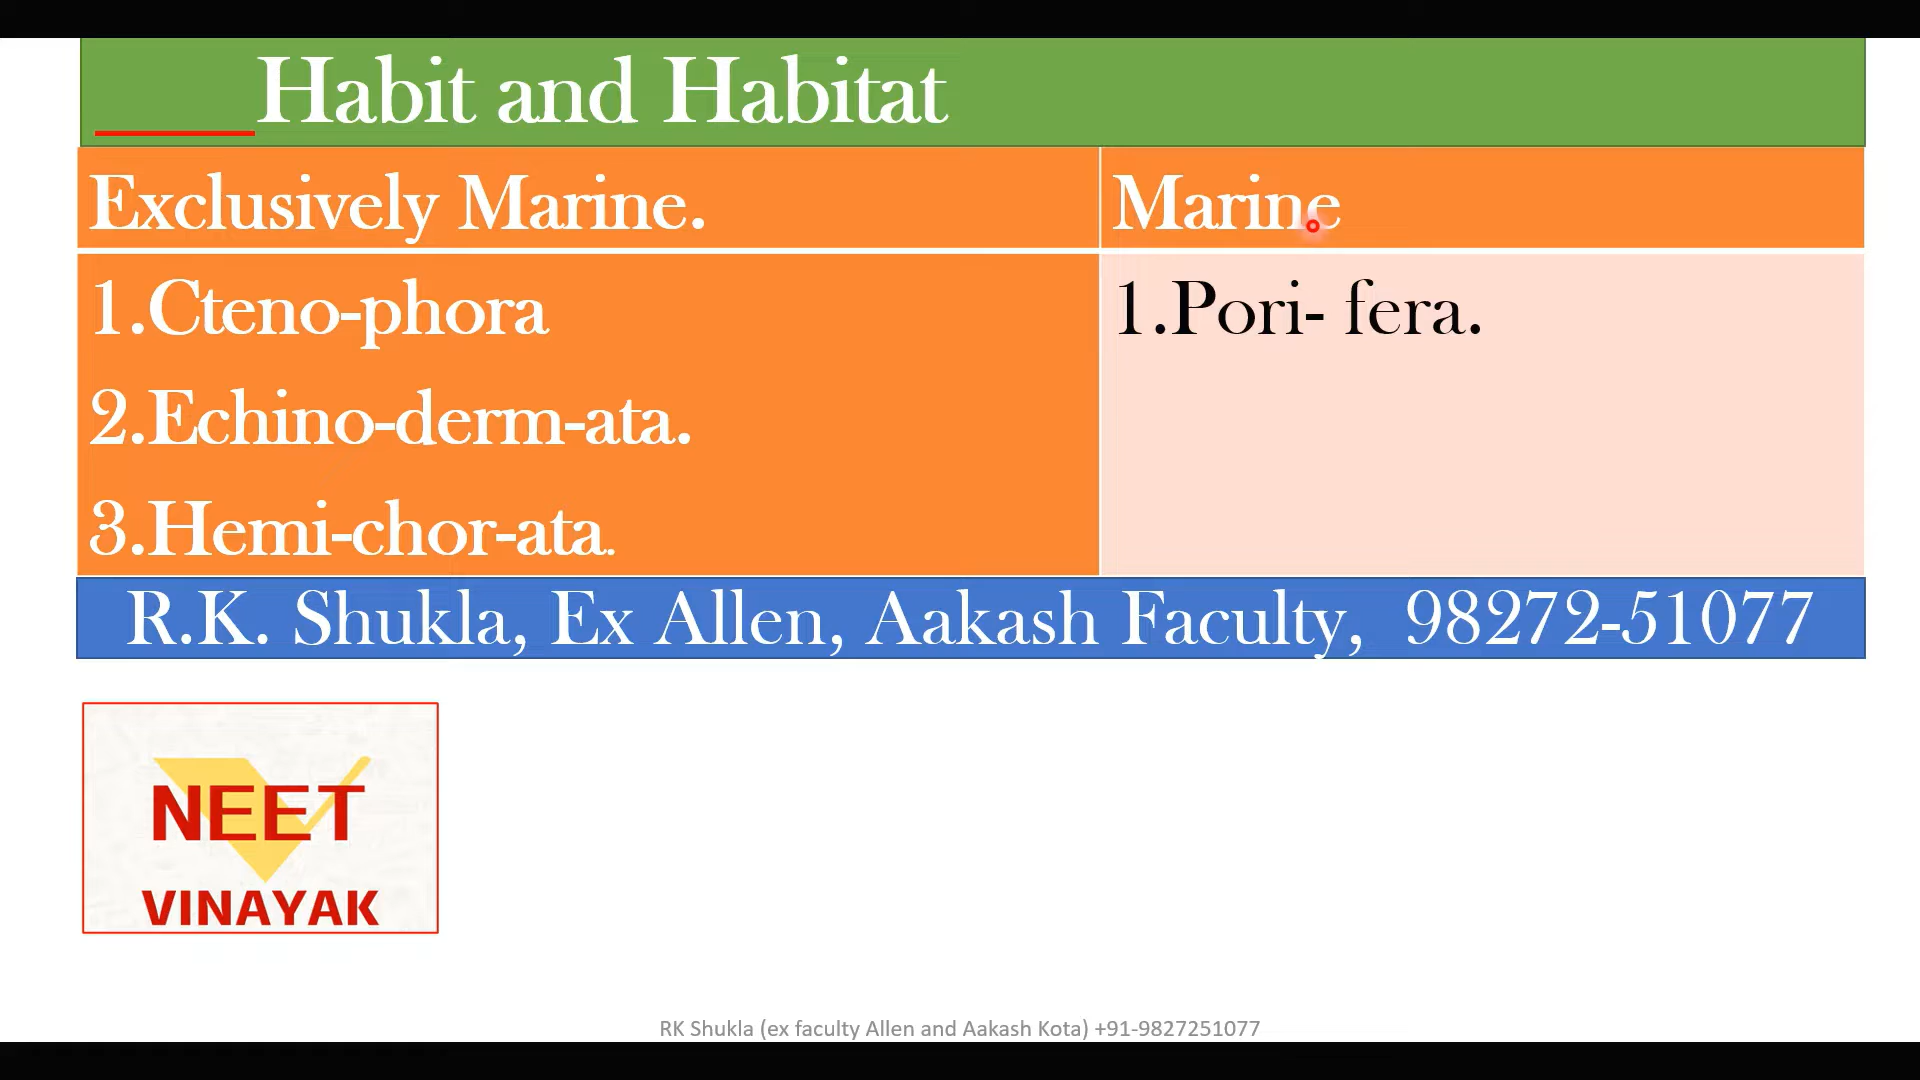 Habit and Habitat
Exclusively Marine.
Marine
1.Cteno-phora
1.Pori- fera.
2.Echino-derm-ata.
3.Hemi-chor-ata.
R.K. Shukla, Ex Allen, Aakash Faculty, 98272-51077
NEET
VINAYAK
RK Shukla (ex faculty Allen and Aakash Kota) +91-9827251077